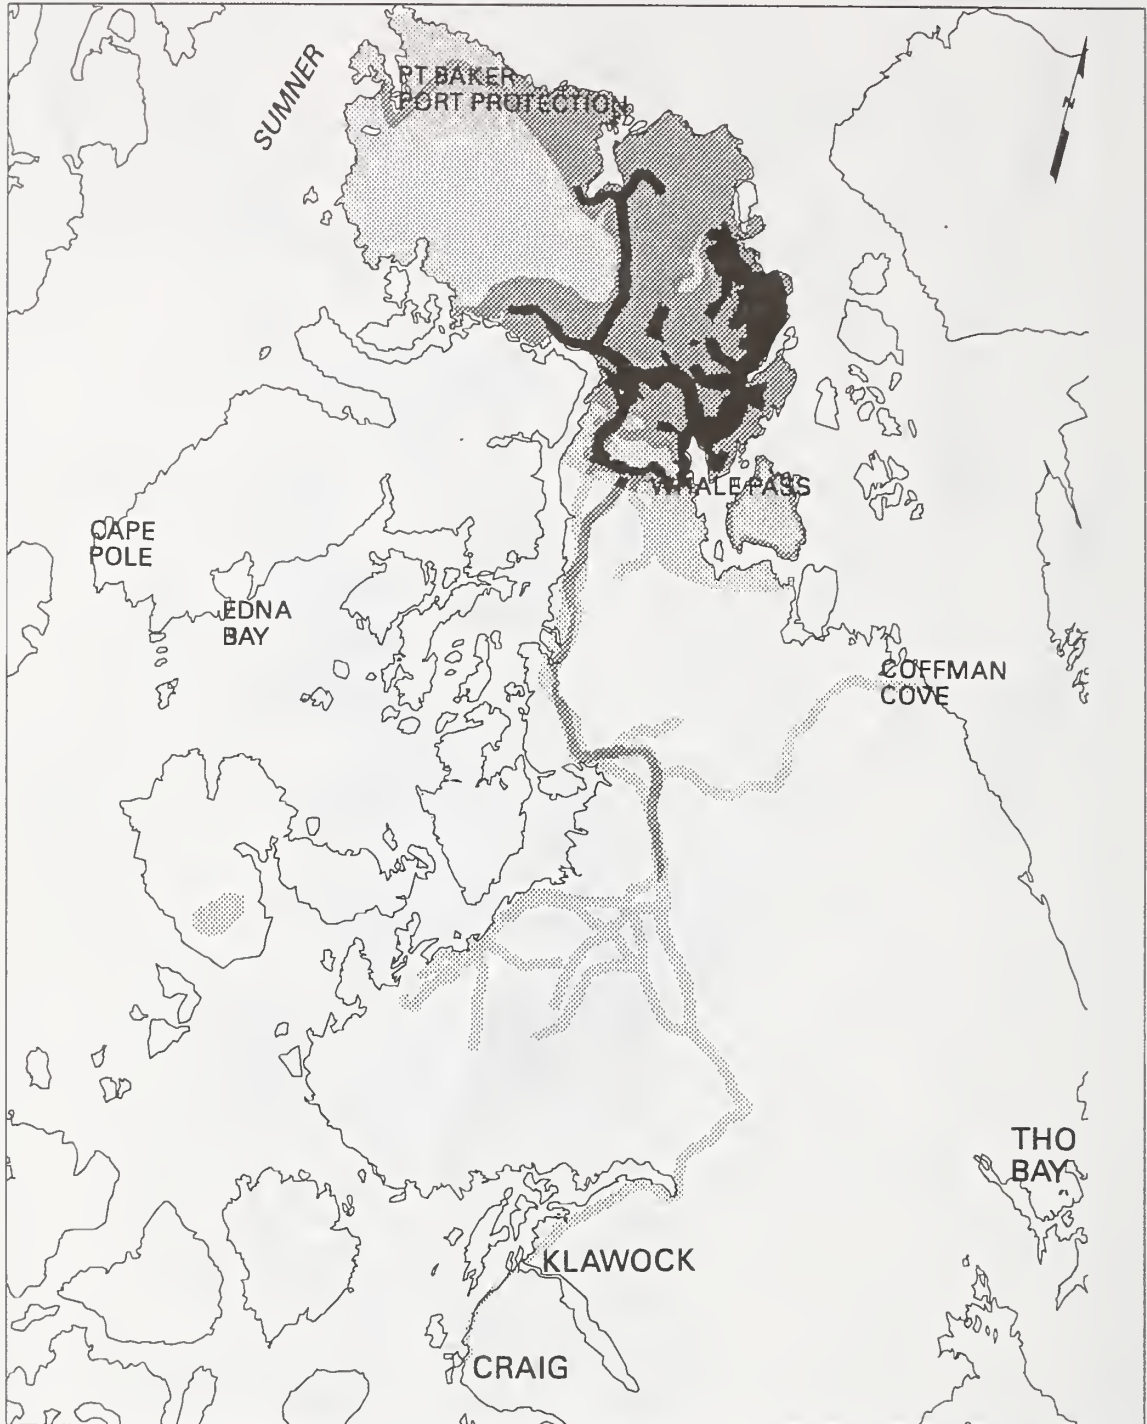 SUMNER
PT BAKER
PORT PROTECTION
N
WHALE PASS
CAPE
POLE
EDNA
BAY
COFFMAN
COVE
THO
BAY
KLAWOCK
CRAIG